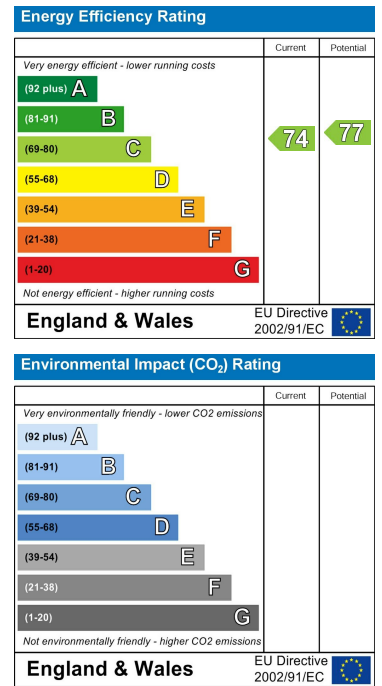 Energy Efficiency Rating
Current Potential
Very energy efficient - lower running costs
(92 plus) A
(81-91) B
(69-80) C
74 77
(55-68) D
(39-54) E
(21-38) F
(1-20) G
Not energy efficient - higher running costs
England & Wales
EU Directive
2002/91/EC
Environmental Impact (CO₂) Rating
Current Potential
Very environmentally friendly - lower CO2 emissions
(92 plus) A
(81-91) B
(69-80) C
(55-68) D
(39-54) E
(21-38) F
(1-20) G
Not environmentally friendly - higher CO2 emissions
England & Wales
EU Directive
2002/91/EC